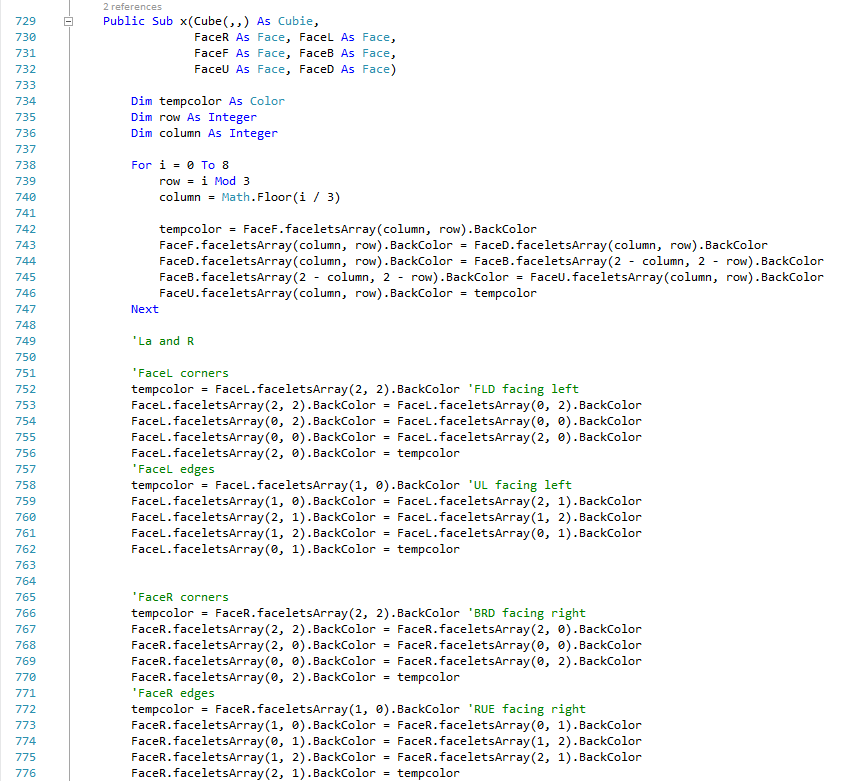 2 references
729 Public Sub x(Cube(,,) As Cubie,
730 FaceR As Face, FaceL As Face,
731 FaceF As Face, FaceB As Face,
732 FaceU As Face, FaceD As Face)
733
734 Dim tempcolor As Color
735 Dim row As Integer
736 Dim column As Integer
737
738 For i = 0 To 8
739 row = i Mod 3
740 column = Math.Floor(i / 3)
741
742 tempcolor = FaceF.faceletsArray(column, row).BackColor
743 FaceF.faceletsArray(column, row).BackColor = FaceD.faceletsArray(column, row).BackColor
744 FaceD.faceletsArray(column, row).BackColor = FaceB.faceletsArray(2 - column, 2 - row).BackColor
745 FaceB.faceletsArray(2 - column, 2 - row).BackColor = FaceU.faceletsArray(column, row).BackColor
746 FaceU.faceletsArray(column, row).BackColor = tempcolor
747 Next
748
749 'La and R
750
751 'FaceL corners
752 tempcolor = FaceL.faceletsArray(2, 2).BackColor 'FLD facing left
753 FaceL.faceletsArray(2, 2).BackColor = FaceL.faceletsArray(0, 2).BackColor
754 FaceL.faceletsArray(0, 2).BackColor = FaceL.faceletsArray(0, 0).BackColor
755 FaceL.faceletsArray(0, 0).BackColor = FaceL.faceletsArray(2, 0).BackColor
756 FaceL.faceletsArray(2, 0).BackColor = tempcolor
757 'FaceL edges
758 tempcolor = FaceL.faceletsArray(1, 0).BackColor 'UL facing left
759 FaceL.faceletsArray(1, 0).BackColor = FaceL.faceletsArray(2, 1).BackColor
760 FaceL.faceletsArray(2, 1).BackColor = FaceL.faceletsArray(1, 2).BackColor
761 FaceL.faceletsArray(1, 2).BackColor = FaceL.faceletsArray(0, 1).BackColor
762 FaceL.faceletsArray(0, 1).BackColor = tempcolor
763
764
765 'FaceR corners
766 tempcolor = FaceR.faceletsArray(2, 2).BackColor 'BRD facing right
767 FaceR.faceletsArray(2, 2).BackColor = FaceR.faceletsArray(2, 0).BackColor
768 FaceR.faceletsArray(2, 0).BackColor = FaceR.faceletsArray(0, 0).BackColor
769 FaceR.faceletsArray(0, 0).BackColor = FaceR.faceletsArray(0, 2).BackColor
770 FaceR.faceletsArray(0, 2).BackColor = tempcolor
771 'FaceR edges
772 tempcolor = FaceR.faceletsArray(1, 0).BackColor 'RUE facing right
773 FaceR.faceletsArray(1, 0).BackColor = FaceR.faceletsArray(0, 1).BackColor
774 FaceR.faceletsArray(0, 1).BackColor = FaceR.faceletsArray(1, 2).BackColor
775 FaceR.faceletsArray(1, 2).BackColor = FaceR.faceletsArray(2, 1).BackColor
776 FaceR.faceletsArray(2, 1).BackColor = tempcolor